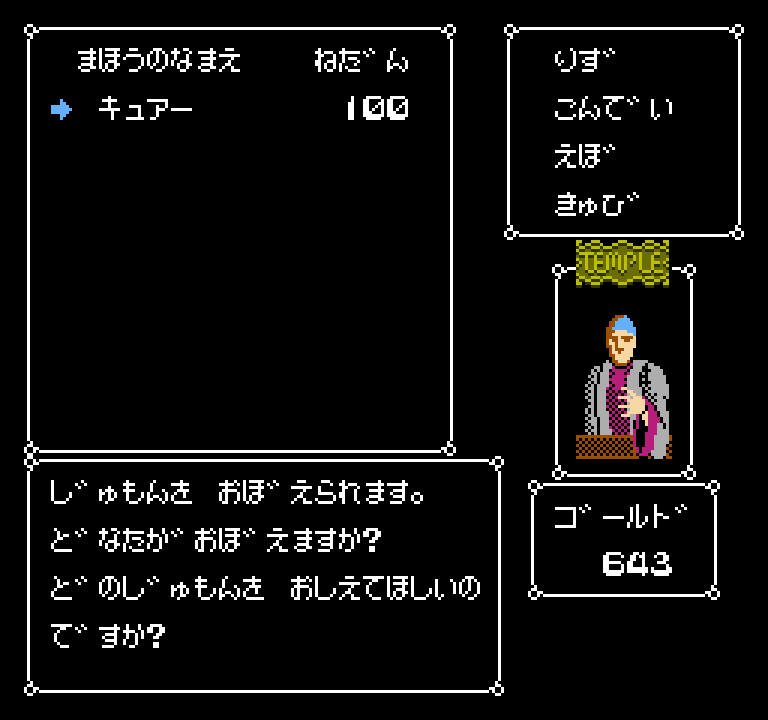 まほうのなまえ ねだん
キュアー 100
りず
こんでい
えぼ
きゅび
TEMPLE
じゅもんを おぼえられます。
どなたがおぼえますか?
どのじゅもんを おしえてほしいの
ですか?
ゴールド
643